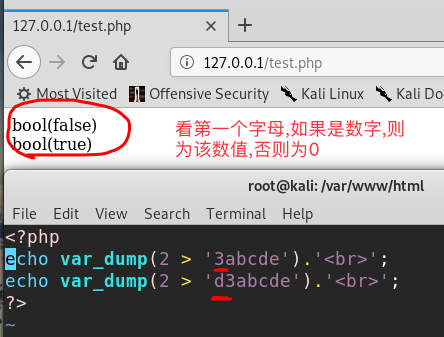 127.0.0.1/test.php
127.0.0.1/test.php
Most Visited Offensive Security Kali Linux Kali Do
bool(false)
bool(true)
看第一个字母,如果是数字,则
为该数值,否则为0
root@kali: /var/www/html
File Edit View Search Terminal Help
<?php
echo var_dump(2 > '3abcde').'<br>';
echo var_dump(2 > 'd3abcde').'<br>';
?>
~